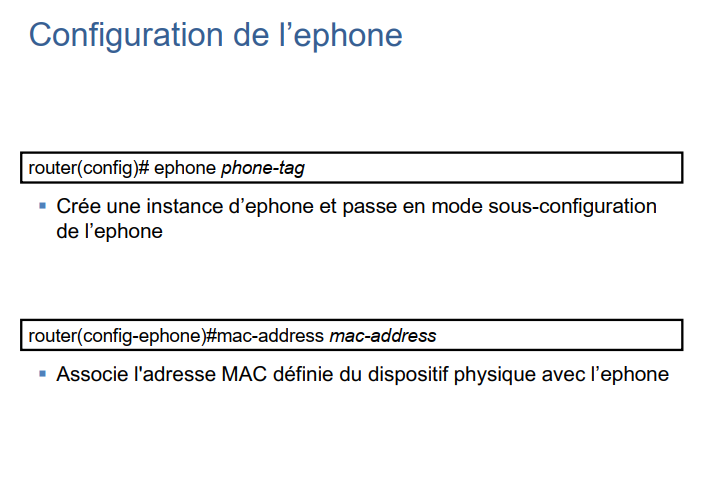 Configuration de l’ephone
router(config)# ephone phone-tag
▪ Crée une instance d’ephone et passe en mode sous-configuration
de l’ephone
router(config-ephone)#mac-address mac-address
▪ Associe l'adresse MAC définie du dispositif physique avec l’ephone